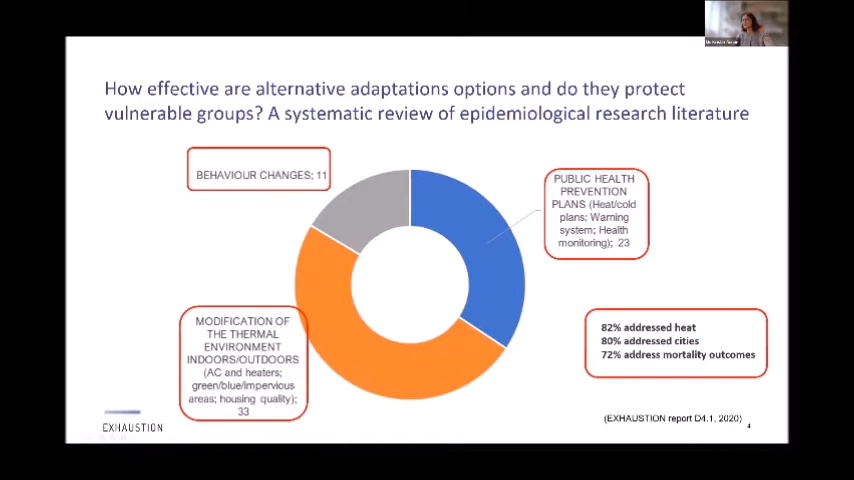 How effective are alternative adaptations options and do they protect
vulnerable groups? A systematic review of epidemiological research literature
BEHAVIOUR CHANGES; 11
PUBLIC HEALTH
PREVENTION
PLANS (Heat/cold
plans; Warning
system; Health
monitoring); 23
MODIFICATION OF
THE THERMAL
ENVIRONMENT
INDOORS/OUTDOORS
(AC and heaters;
green/blue/impervious
areas; housing quality);
33
82% addressed heat
80% addressed cities
72% address mortality outcomes
(EXHAUSTION report D4.1, 2020)
4
EXHAUSTION